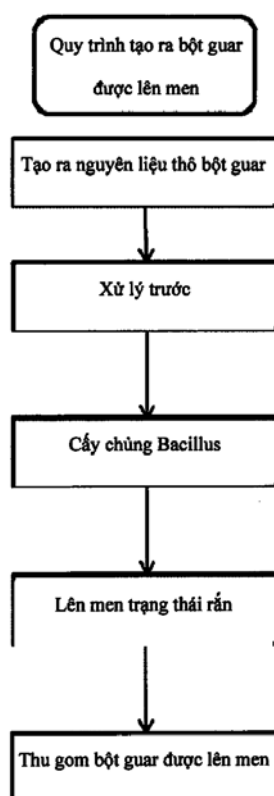 Quy trình tạo ra bột guar
được lên men
Tạo ra nguyên liệu thô bột guar
Xử lý trước
Cấy chủng Bacillus
Lên men trạng thái rắn
Thu gom bột guar được lên men